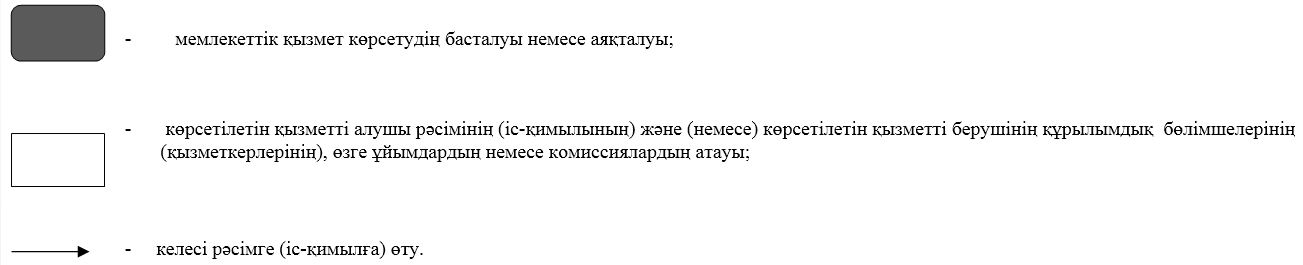 - мемлекеттік қызмет көрсетудің басталуы немесе аяқталуы;
- көрсетілетін қызметті алушы рәсімінің (іс-қимылының) және (немесе) көрсетілетін қызметті берушінің құрылымдық бөлімшелерінің
(қызметкерлерінің), өзге ұйымдардың немесе комиссиялардың атауы;
- келесі рәсімге (іс-қимылға) өту.